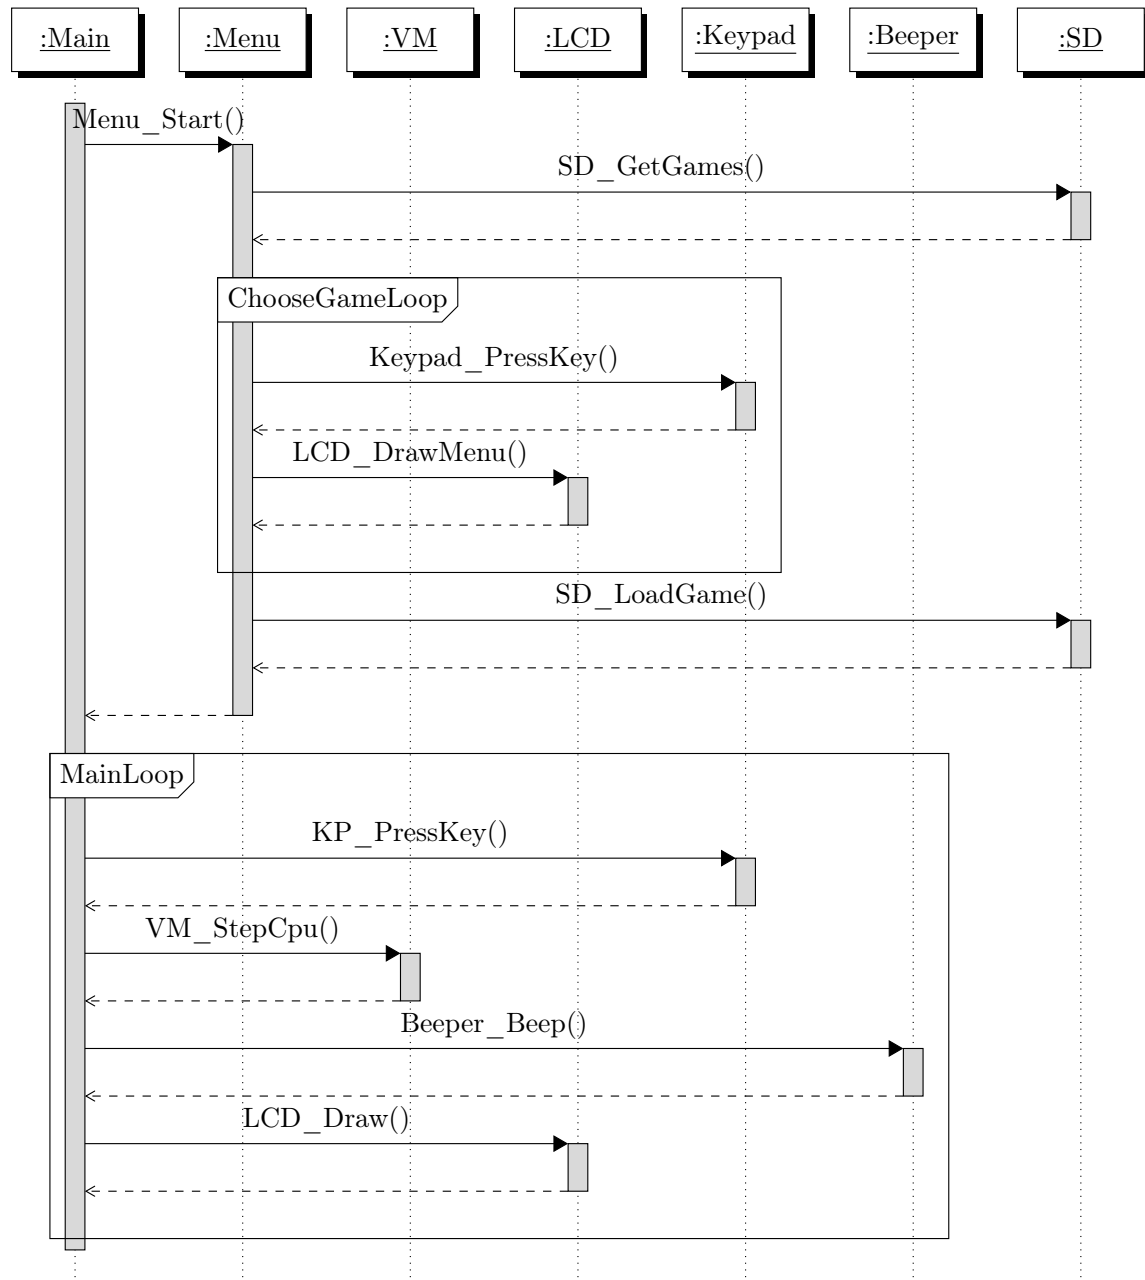 :Main :Menu :VM :LCD :Keypad :Beeper :SD
Menu_Start()
SD_GetGames()
ChooseGameLoop
Keypad_PressKey()
LCD_DrawMenu()
SD_LoadGame()
MainLoop
KP_PressKey()
VM_StepCpu()
Beeper_Beep()
LCD_Draw()